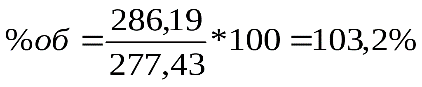 %об = 286,19 / 277,43 * 100 = 103,2%